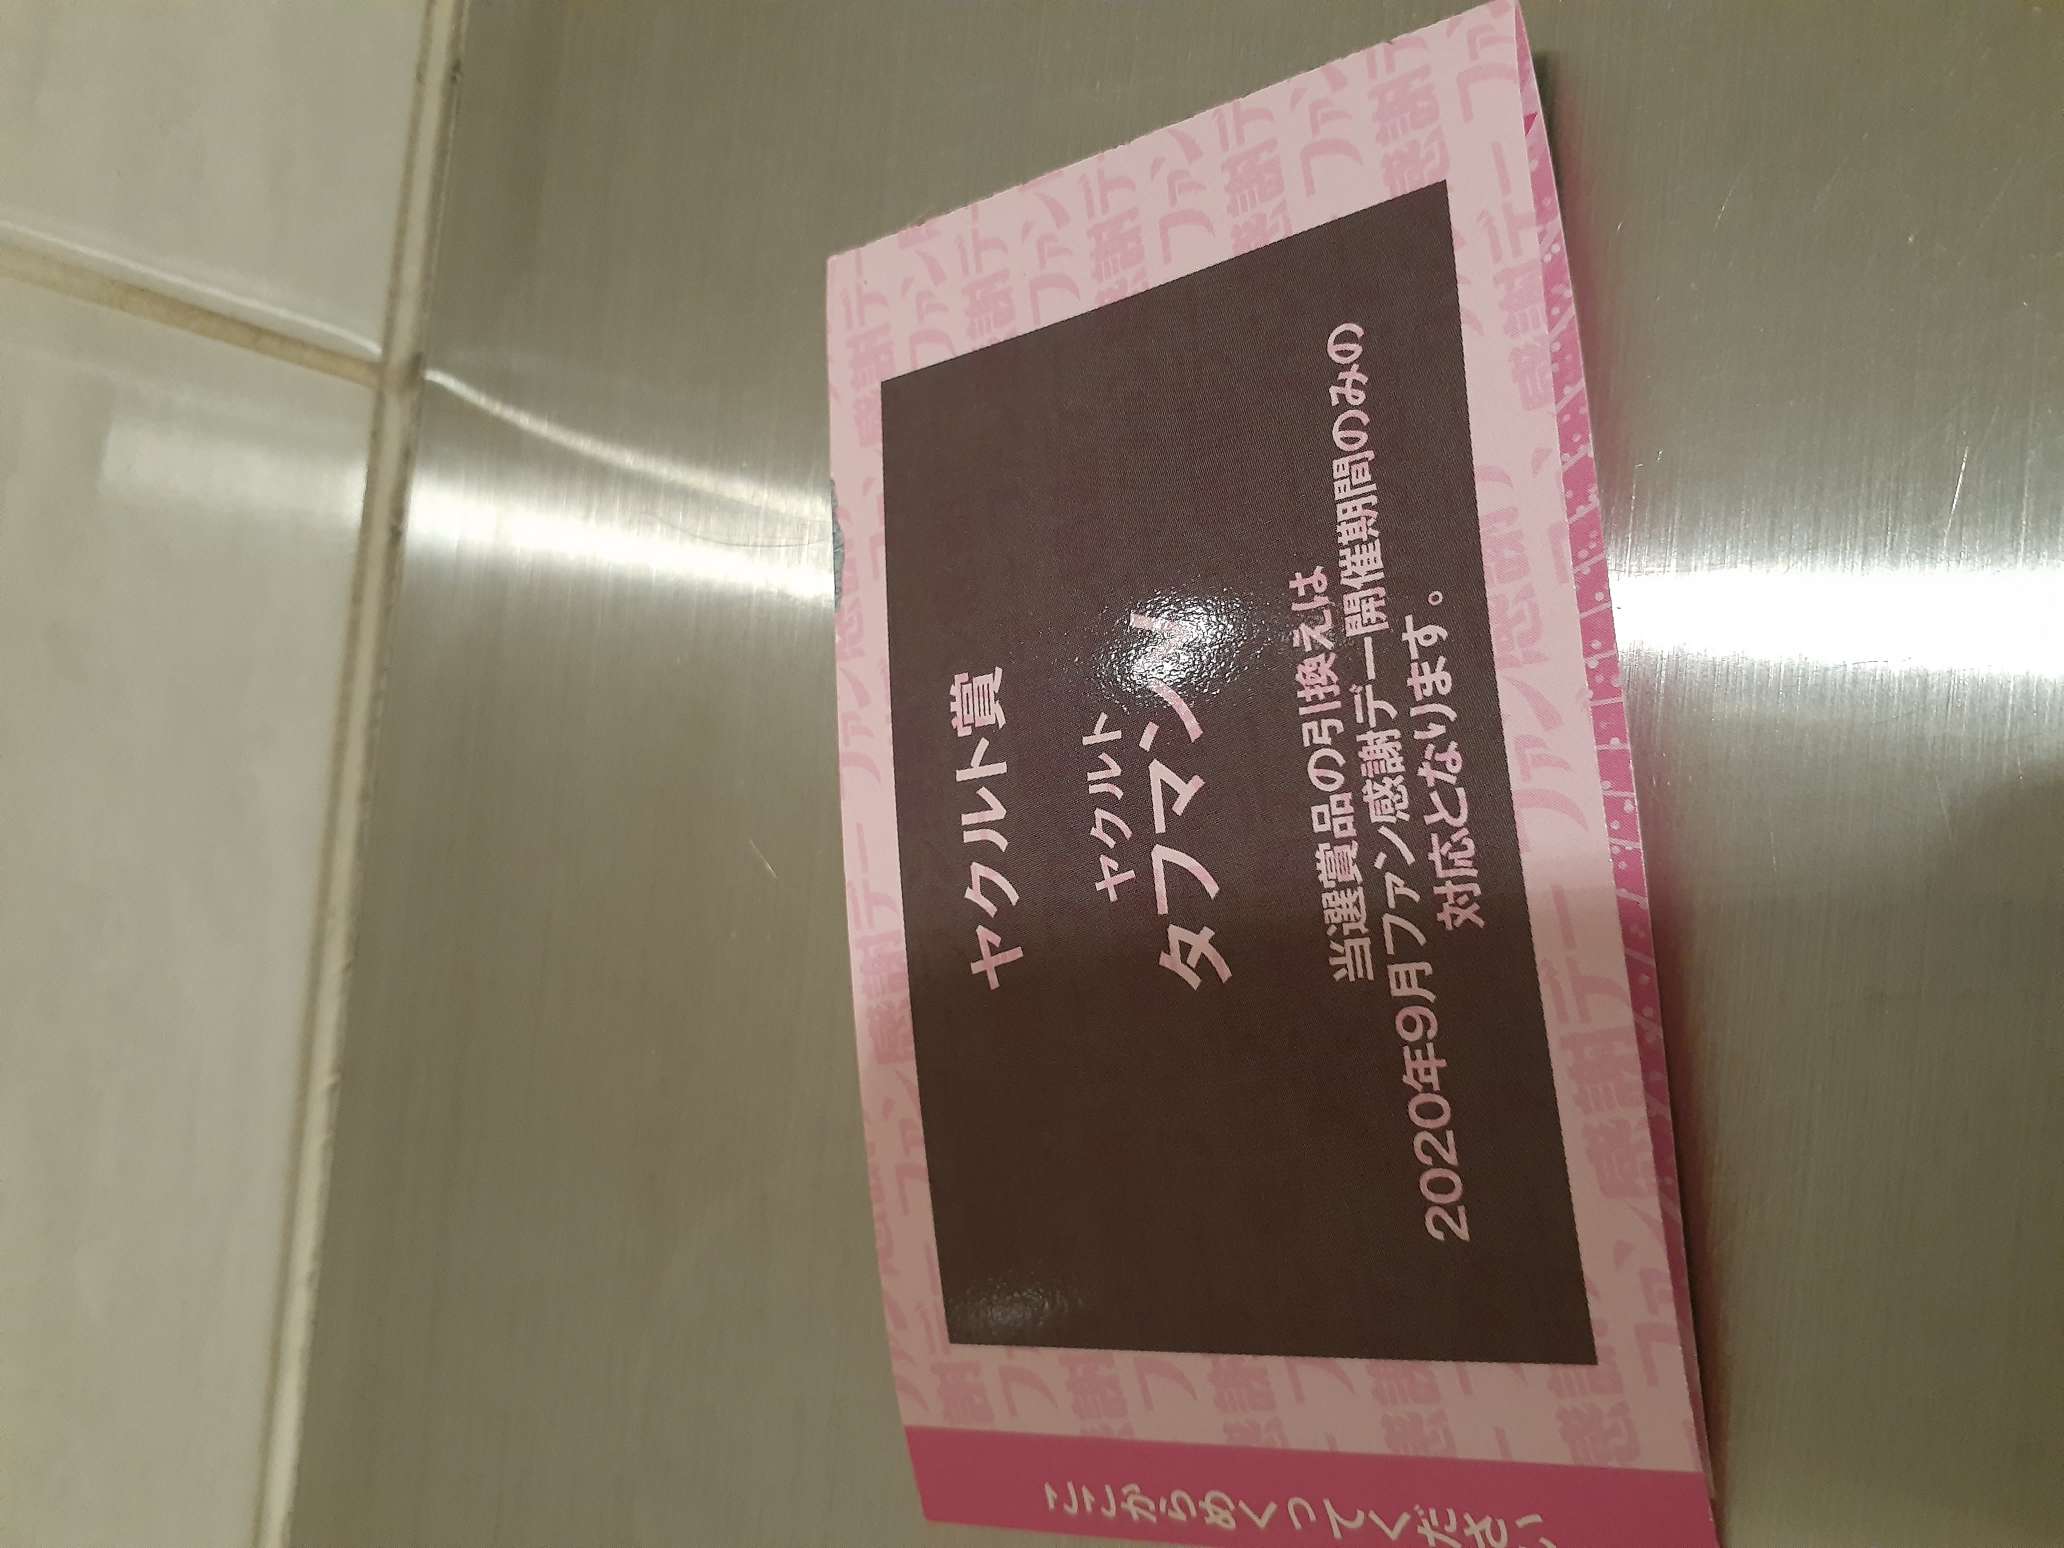 ヤクルト賞
ヤクルト
タフマン
当選賞品の引換えは
2020年9月ファン感謝デー開催期間のみの
対応となります。
ここからめくってください